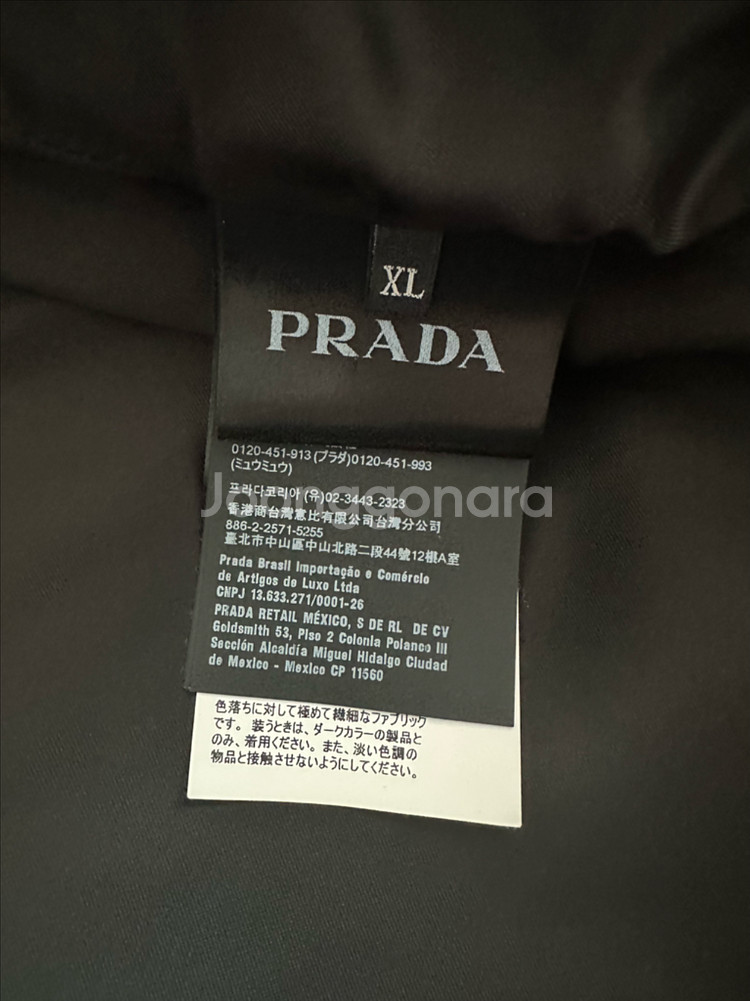 XL
PRADA
0120-451-913 (プラダ)0120-451-993
(ミュウミュウ)
프라다코리아 (유)02-3443-2323
Joonggonara
香港商台灣意比有限公司台灣分公司
886-2-2571-5255
臺北市中山區中山北路二段44號12樓A室
Prada Brasil Importação e Comércio
de Artigos de Luxo Ltda
CNPJ 13.633.271/0001-26
PRADA RETAIL MÉXICO, S DE RL DE CV
Goldsmith 53, Piso 2 Colonia Polanco III
Sección Alcaldía Miguel Hidalgo Ciudad
de Mexico - Mexico CP 11560
色落ちに対して極めて繊細なファブリック
です。装うときは、ダークカラーの製品と
のみ、着用ください。また、淡い色調の
物品と接触させないようにしてください。